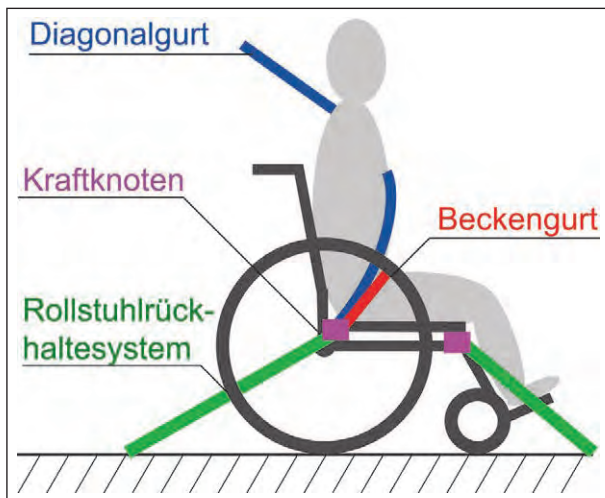 Diagonalgurt
Kraftknoten
Beckengurt
Rollstuhlrück-
haltesystem